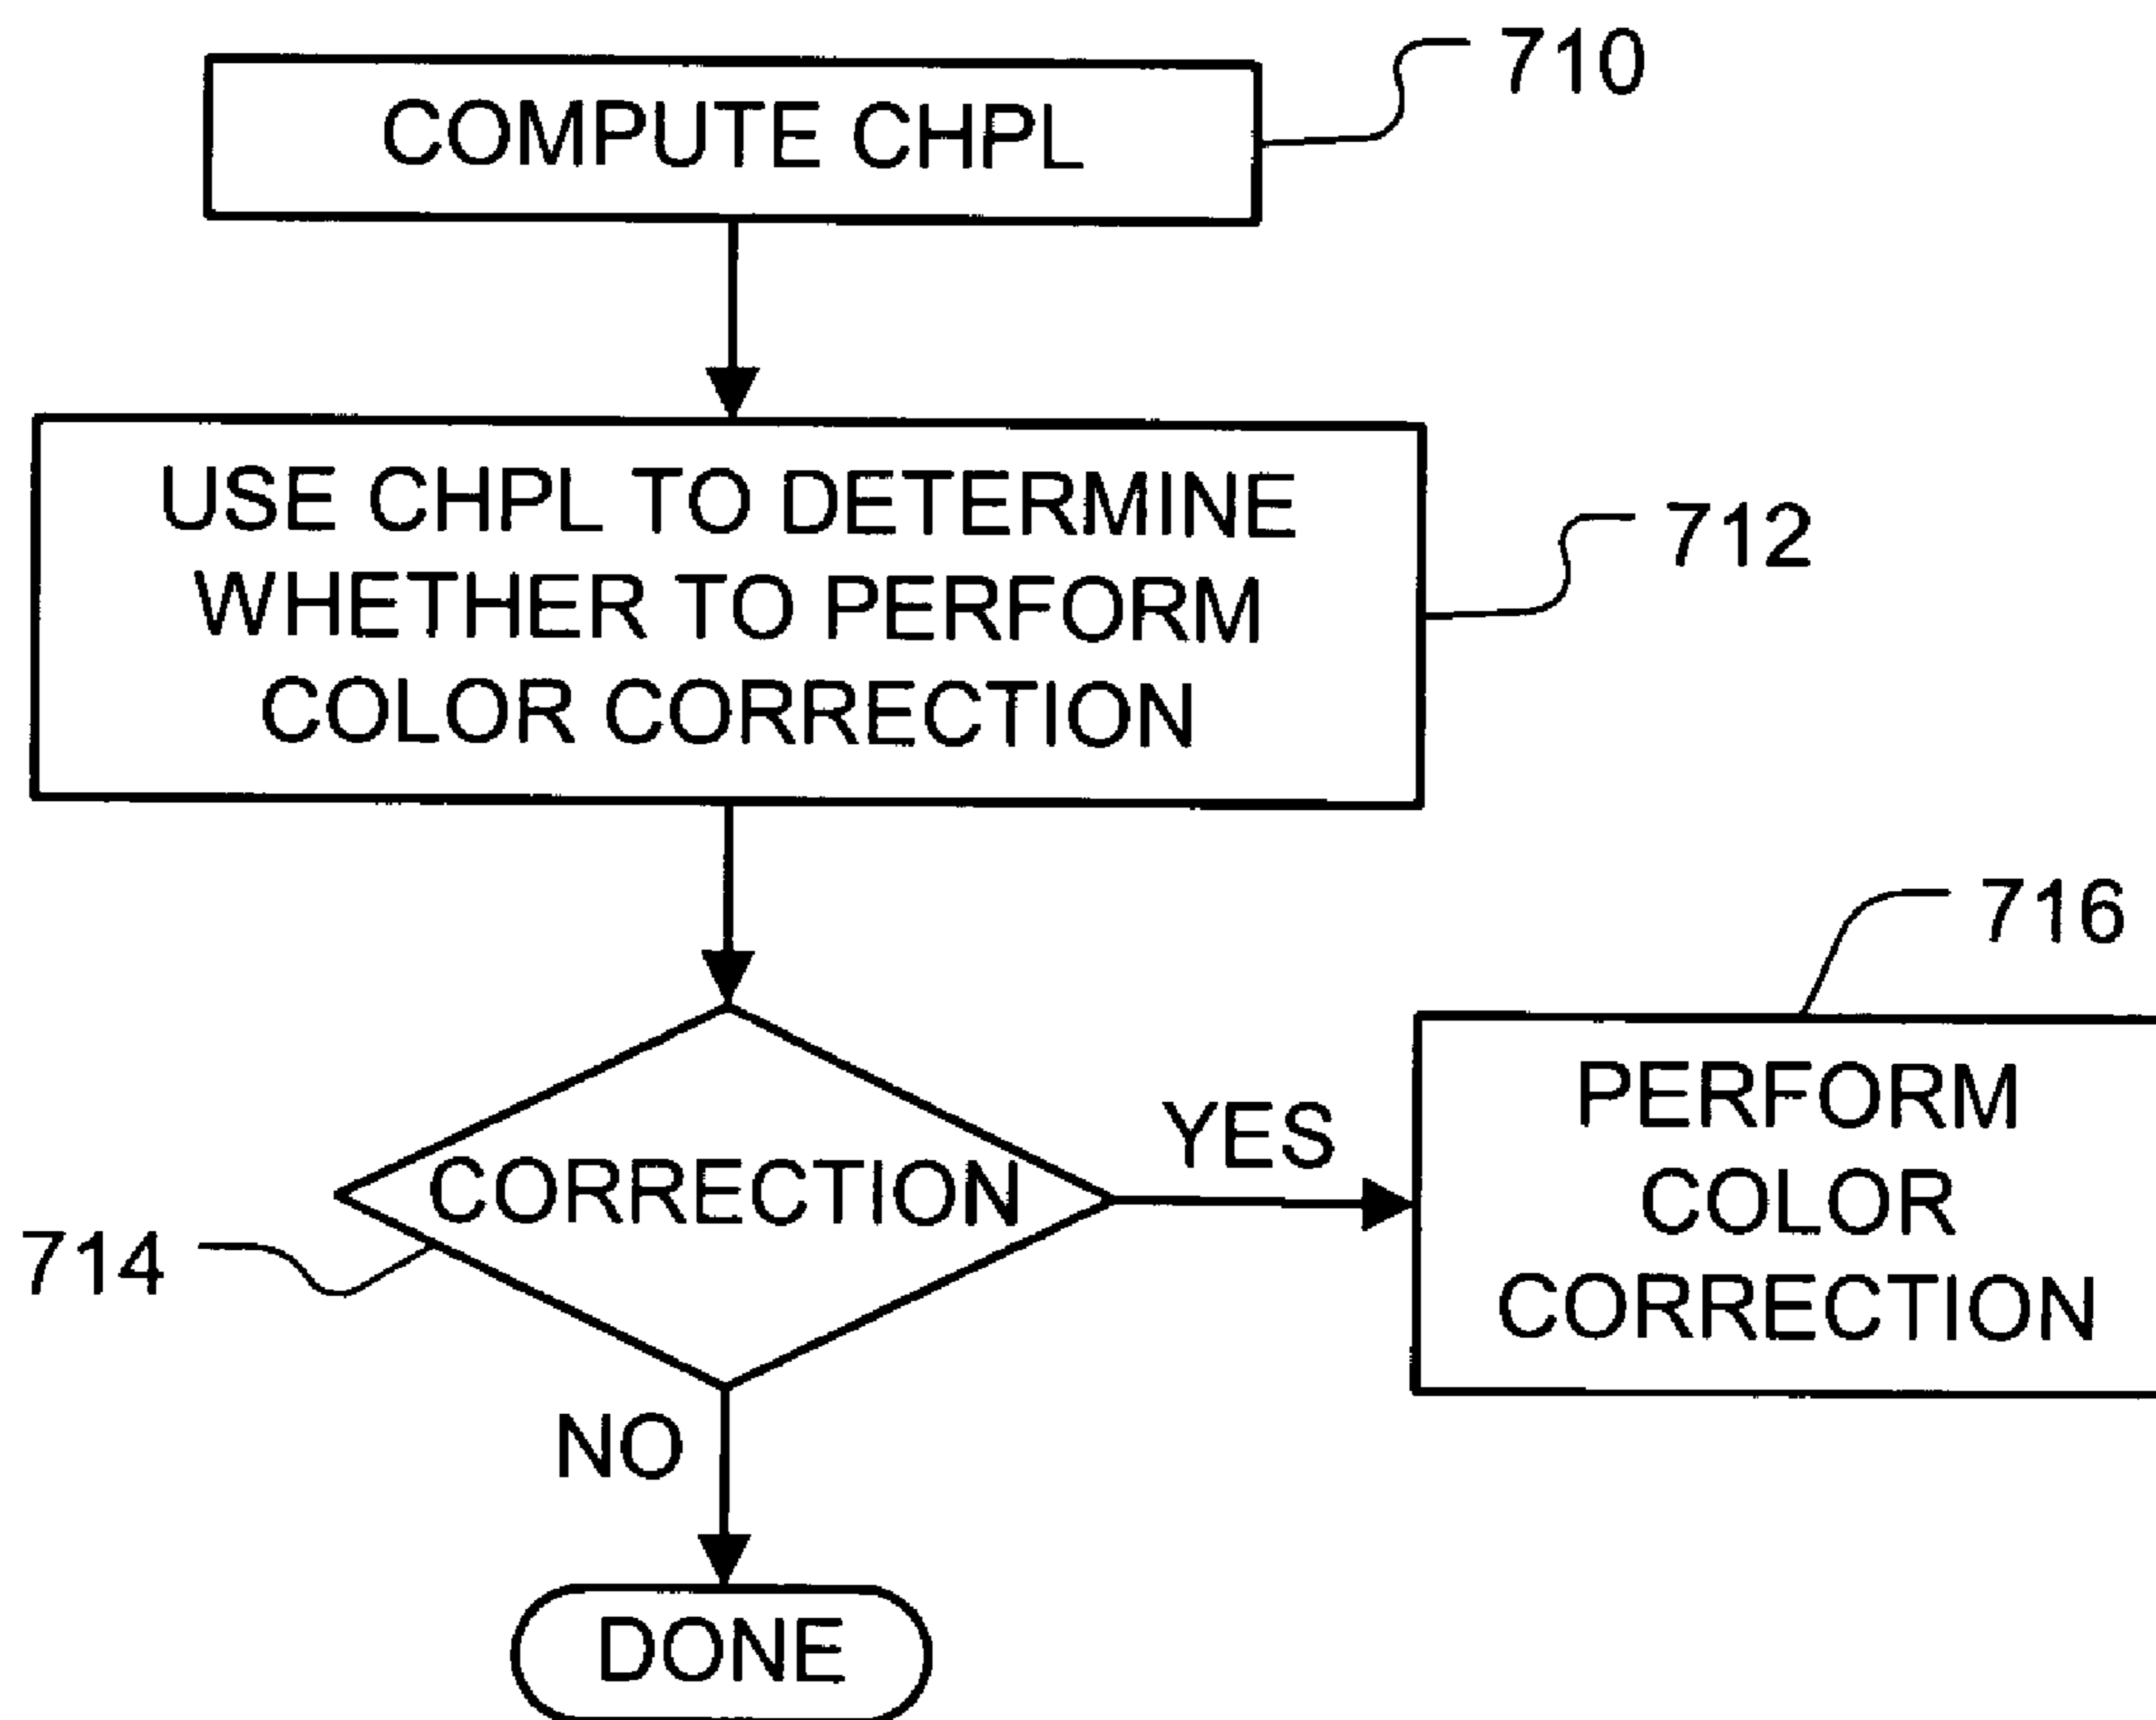 COMPUTE CHPL
710
USE CHPL TO DETERMINE
WHETHER TO PERFORM
COLOR CORRECTION
712
CORRECTION
714
YES
716
PERFORM
COLOR
CORRECTION
NO
DONE